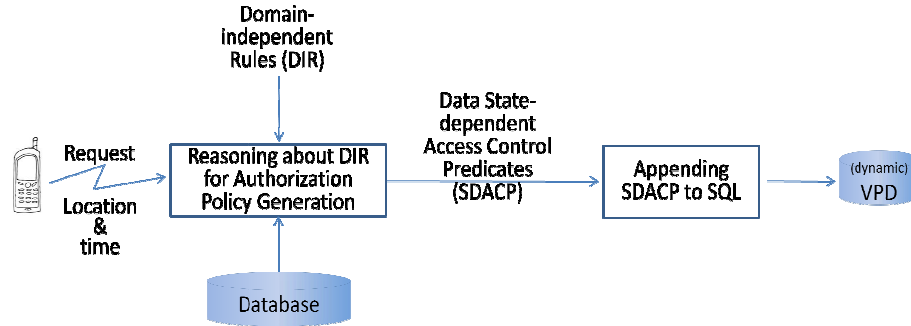 Domain-
independent
Rules (DIR)
Data State-
dependent
Access Control
Predicates
(SDACP)
Request
Location
&
time
Reasoning about DIR
for Authorization
Policy Generation
Appending
SDACP to SQL
(dynamic)
VPD
Database